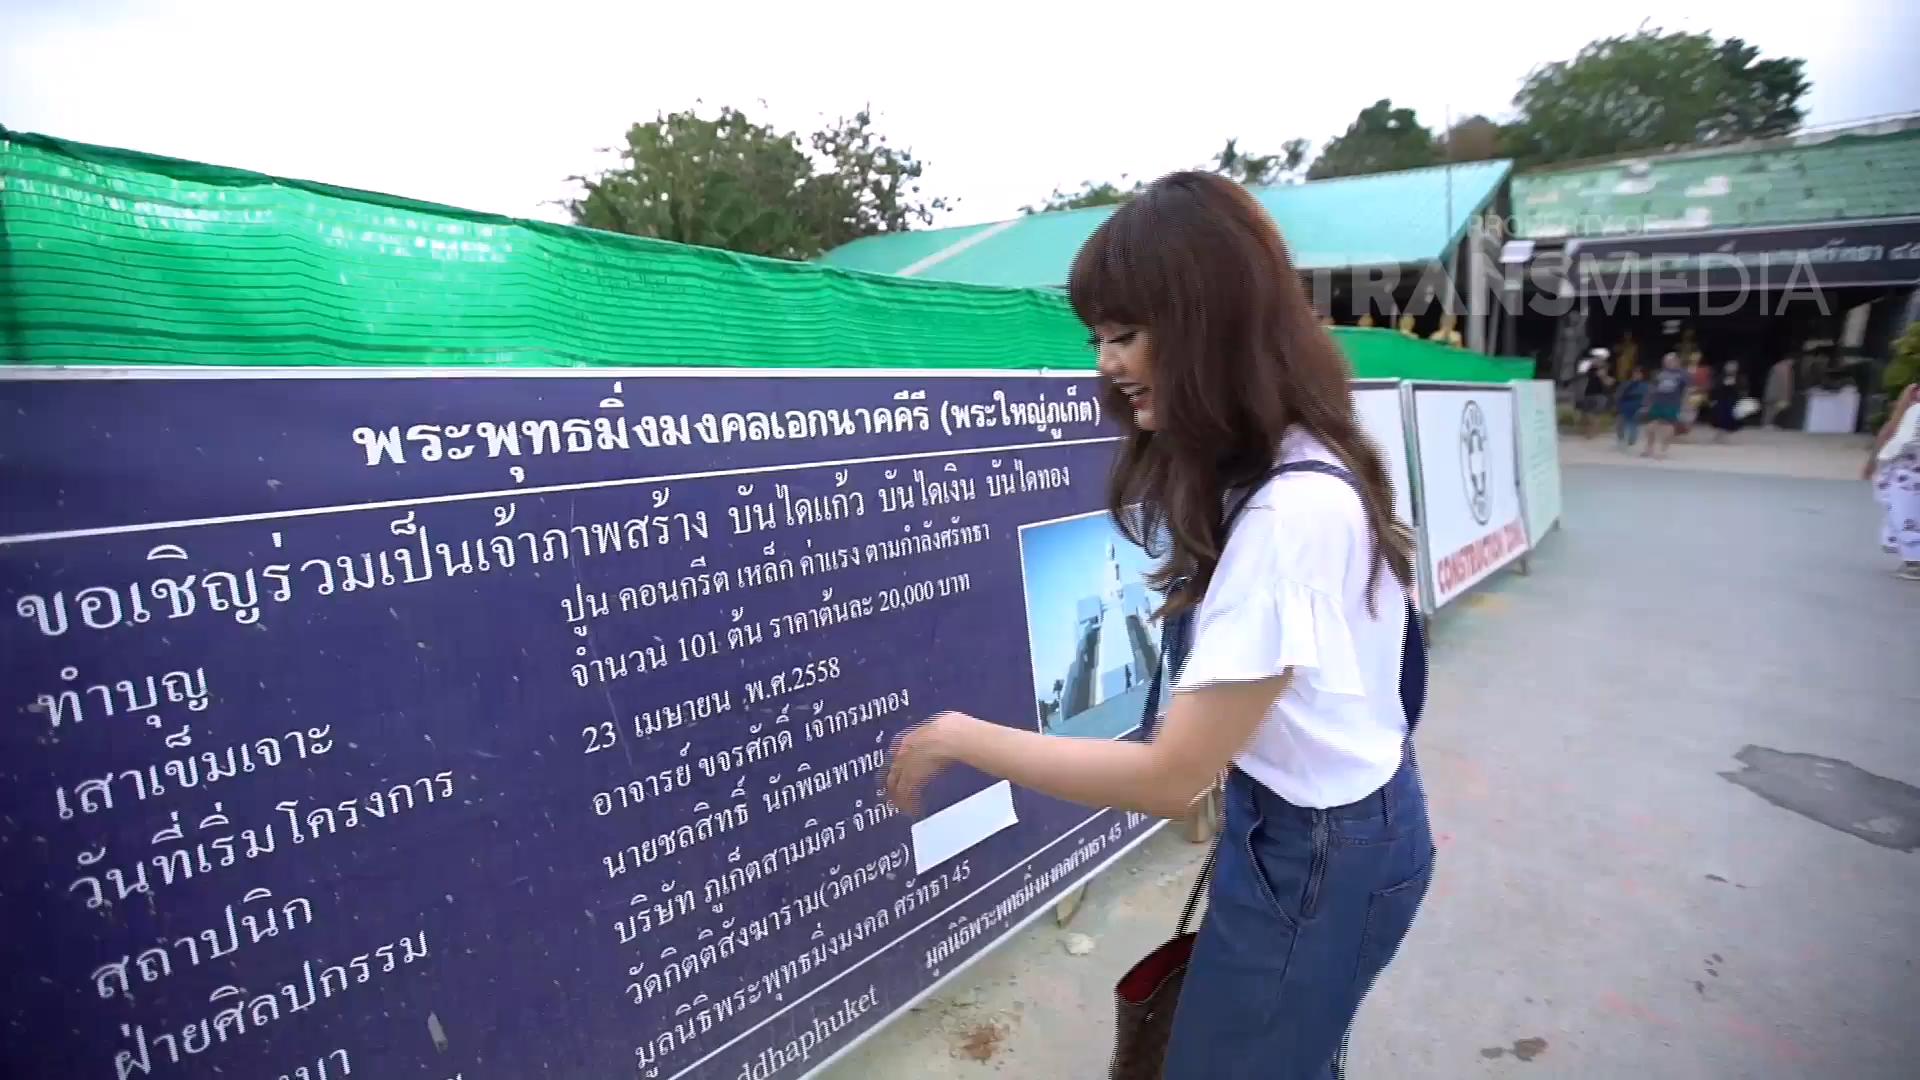 PROPERTY OF
TRANSMEDIA
พระพุทธมิ่งมงคลเอกนาคคีรี (พระใหญ่ภูเก็ต)
ขอเชิญร่วมเป็นเจ้าภาพสร้าง บันไดแก้ว บันไดเงิน บันไดทอง
ทำบุญ ปูน คอนกรีต เหล็ก ค่าแรง ตามกำลังศรัทธา
เสาเข็มเจาะ จำนวน 101 ต้น ราคาต้นละ 20,000 บาท
วันที่เริ่มโครงการ 23 เมษายน พ.ศ.2558
สถาปนิก อาจารย์ ขจรศักดิ์ เจ้ากรมทอง
ฝ่ายศิลปกรรม นายชลสิทธิ์ นักพิณพาทย์
บริษัท ภูเก็ตสามมิตร จำกัด
วัดกิตติสังฆาราม(วัดกะตะ)
มูลนิธิพระพุทธมิ่งมงคล ศรัทธา 45
มูลนิธิพระพุทธมิ่งมงคลศรัทธา 45
ddhaphuket
CONSTRUCTION ZONE